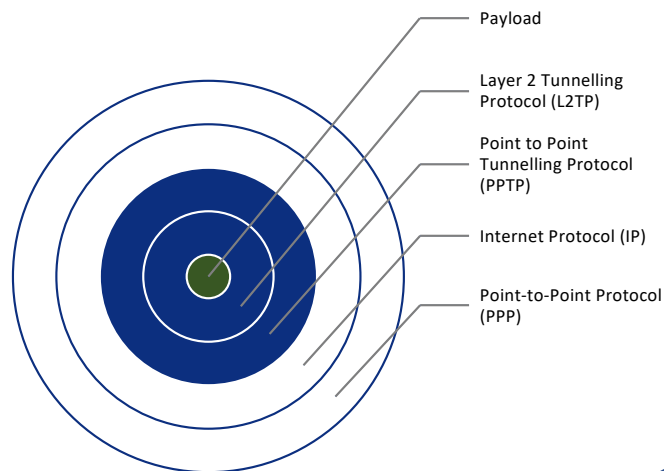 Payload
Layer 2 Tunnelling
Protocol (L2TP)
Point to Point
Tunnelling Protocol
(PPTP)
Internet Protocol (IP)
Point-to-Point Protocol
(PPP)